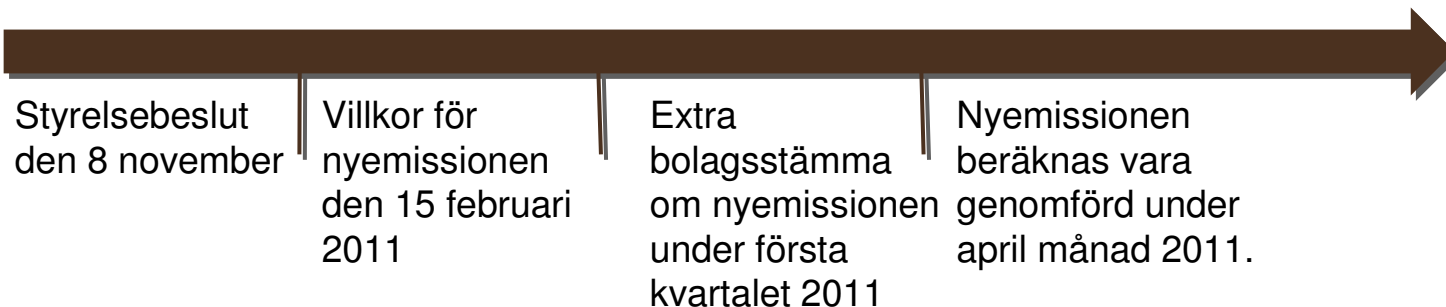 Styrelsebeslut
den 8 november
Villkor för
nyemissionen
den 15 februari
2011
Extra
bolagsstämma
om nyemissionen
under första
kvartalet 2011
Nyemissionen
beräknas vara
genomförd under
april månad 2011.